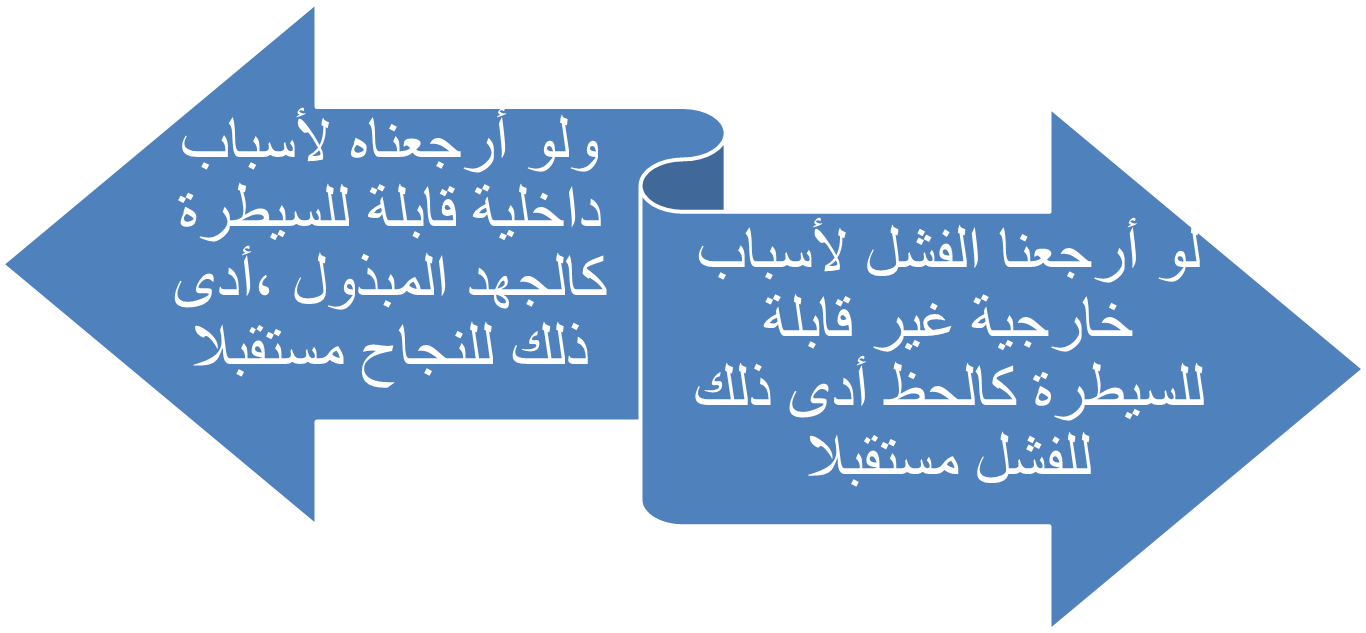 لو أرجعنا الفشل لأسباب
خارجية غير قابلة
للسيطرة كالحظ أدى ذلك
للفشل مستقبلا
ولو أرجعناه لأسباب
داخلية قابلة للسيطرة
كالجهد المبذول ،أدى
ذلك للنجاح مستقبلا